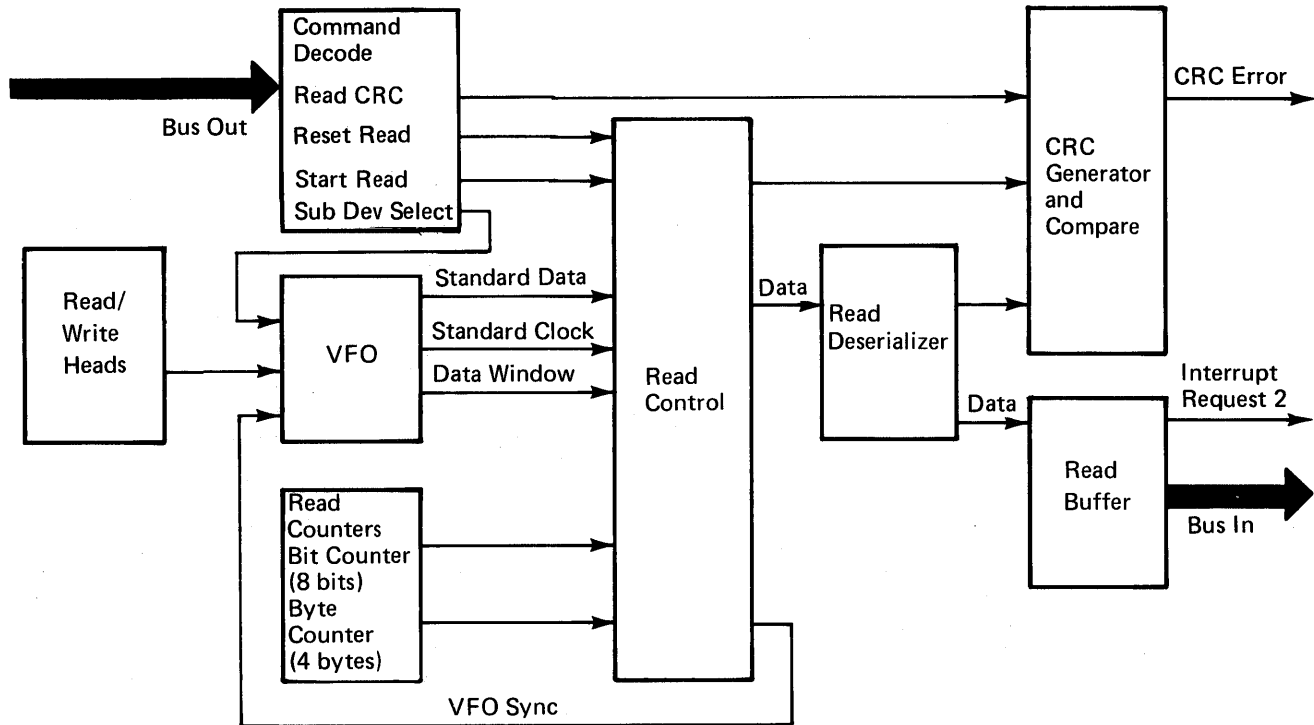 Command
Decode
Read CRC
Reset Read
Start Read
Sub Dev Select
Bus Out
CRC Error
CRC
Generator
and
Compare
Read/
Write
Heads
VFO
Standard Data
Standard Clock
Data Window
Read
Control
Data
Read
Deserializer
Data
Interrupt
Request 2
Read
Buffer
Bus In
Read
Counters
Bit Counter
(8 bits)
Byte
Counter
(4 bytes)
VFO Sync